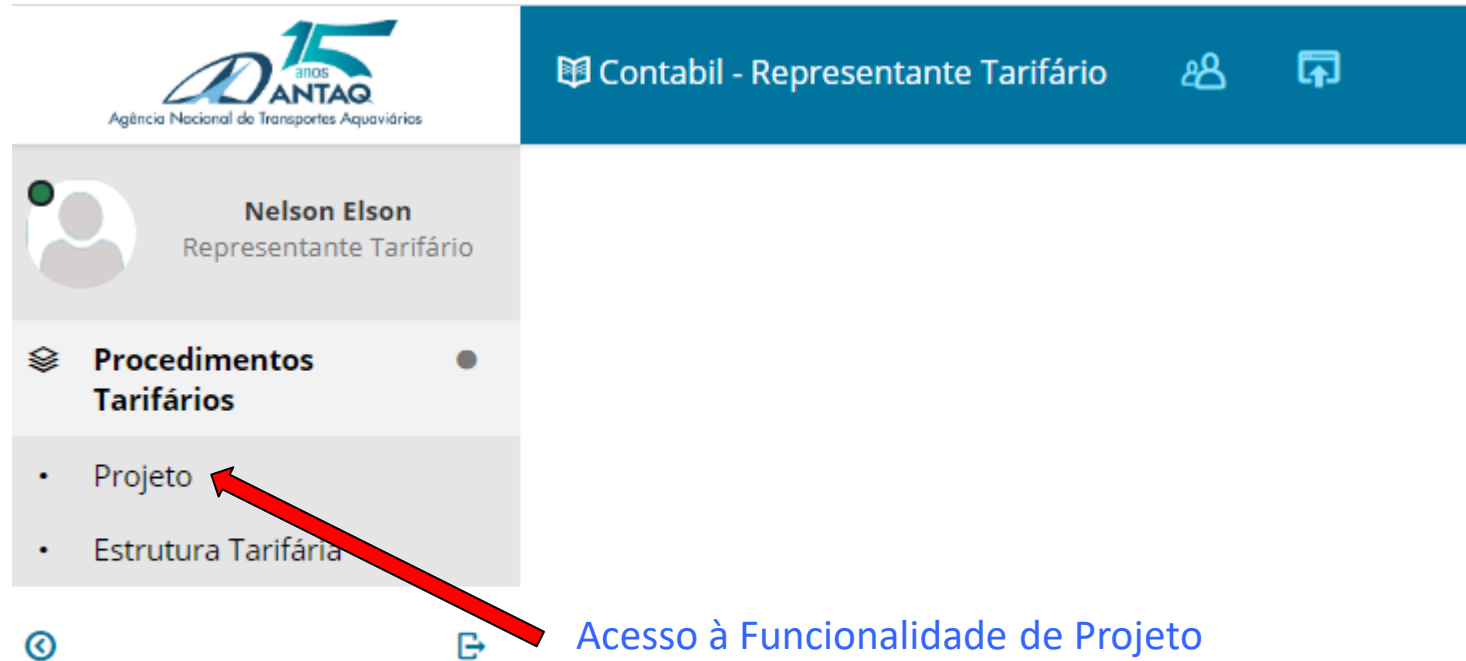 15
anos
ANTAQ
Agência Nacional de Transportes Aquaviários
Contabil - Representante Tarifário
Nelson Elson
Representante Tarifário
Procedimentos
Tarifários
Projeto
Estrutura Tarifária
Acesso à Funcionalidade de Projeto